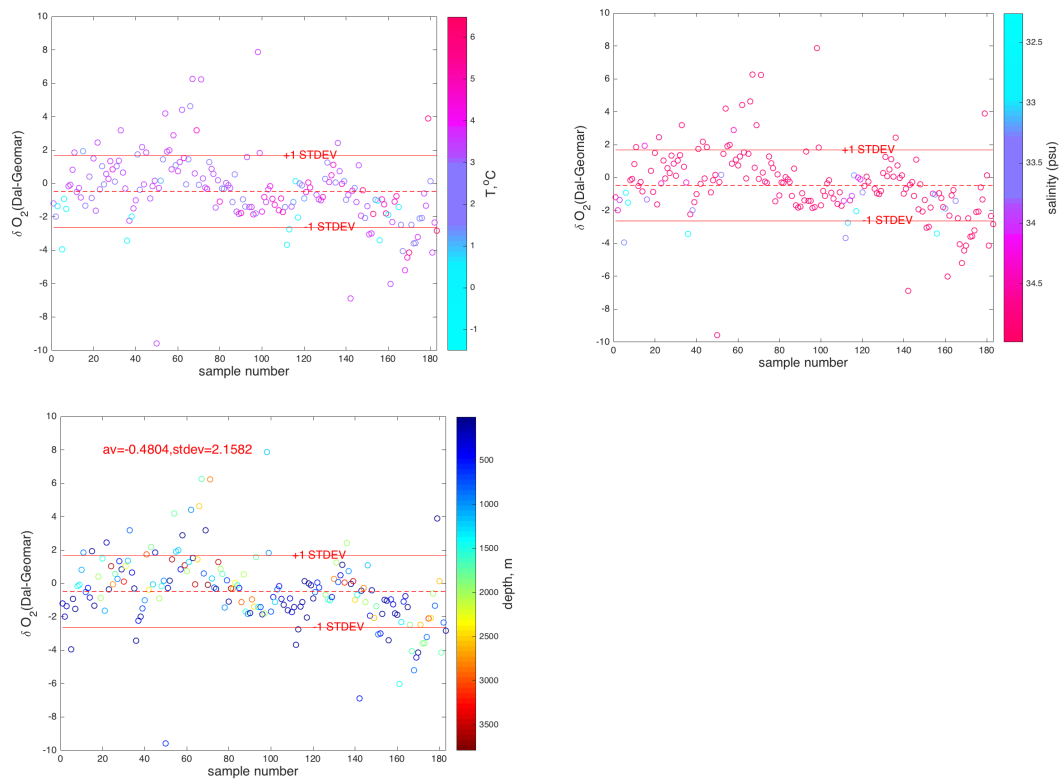 10
8
6
4
2
0
-2
-4
-6
-8
-10
δ O2(Dal-Geomar)
+1 STDEV
-1 STDEV
0 20 40 60 80 100 120 140 160 180
sample number
6
5
4
3
2
1
0
-1
T,°C
10
8
6
4
2
0
-2
-4
-6
-8
-10
δ O2(Dal-Geomar)
+1 STDEV
-1 STDEV
0 20 40 60 80 100 120 140 160 180
sample number
32.5
33
33.5
34
34.5
salinity (psu)
10
8
6
4
2
0
-2
-4
-6
-8
-10
δ O2(Dal-Geomar)
av=-0.4804,stdev=2.1582
+1 STDEV
-1 STDEV
0 20 40 60 80 100 120 140 160 180
sample number
500
1000
1500
2000
2500
3000
3500
depth, m